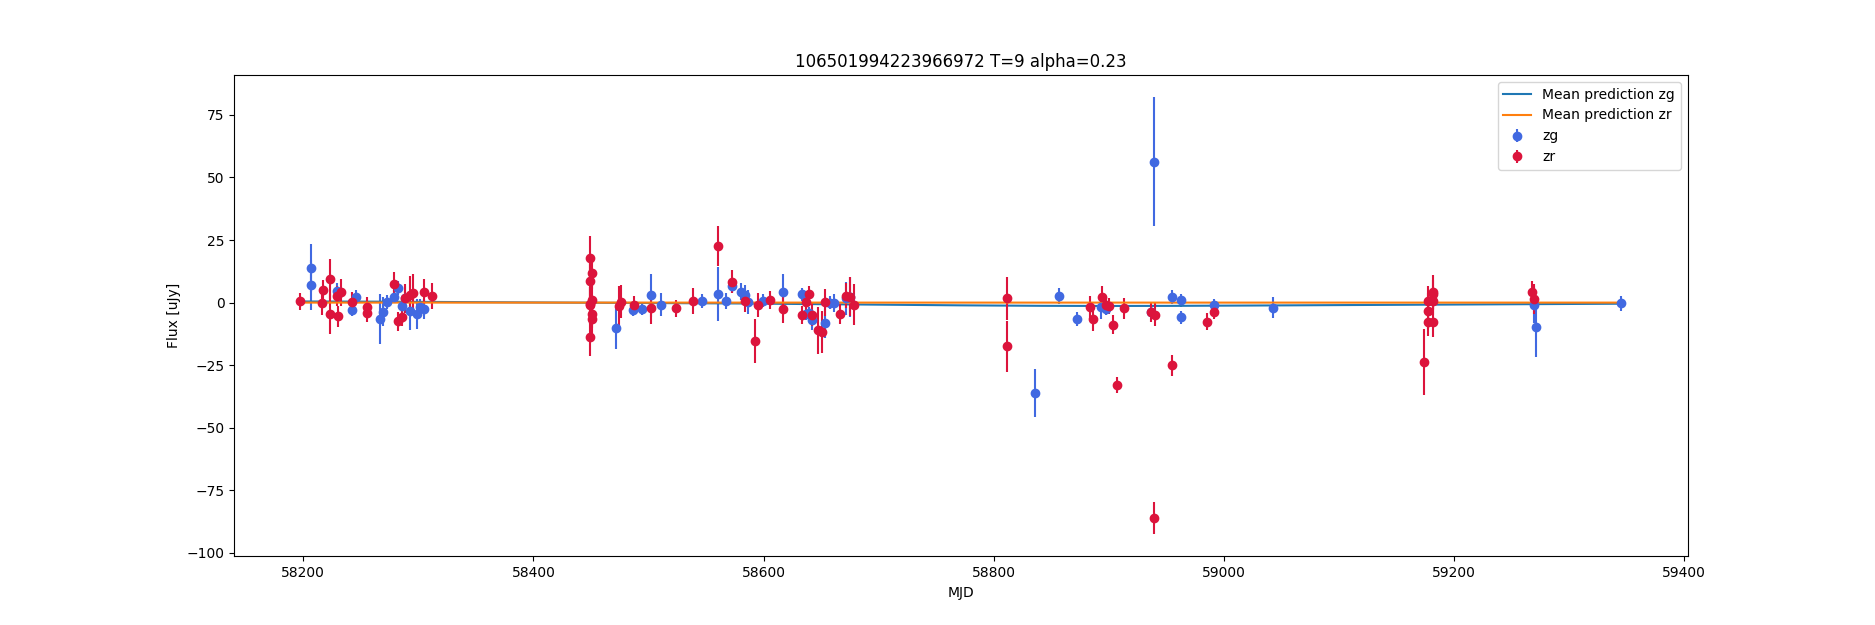 106501994223966972 T=9 alpha=0.23
Mean prediction zg
Mean prediction zr
zg
zr
75
50
25
0
−25
−50
−75
−100
Flux [uJy]
58200 58400 58600 58800 59000 59200 59400
MJD